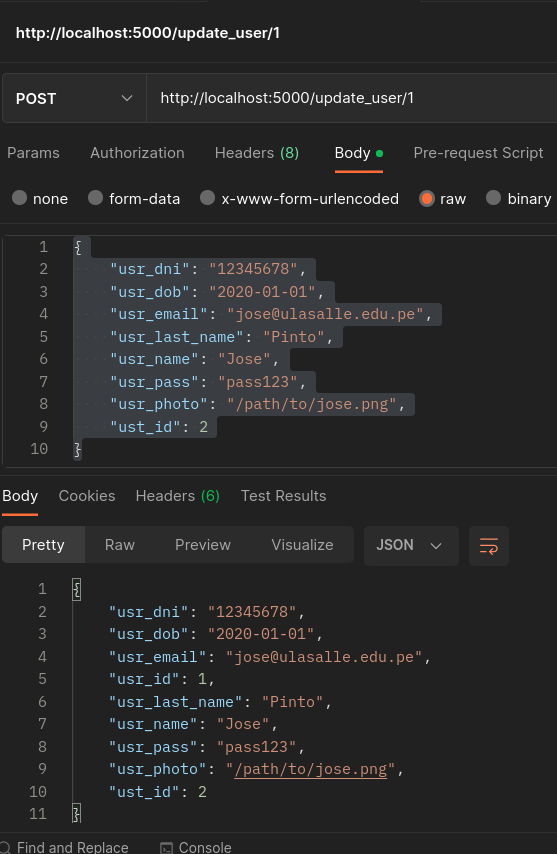 http://localhost:5000/update_user/1
POST http://localhost:5000/update_user/1
Params Authorization Headers (8) Body Pre-request Script
none form-data x-www-form-urlencoded raw binary
1 {
2 "usr_dni": "12345678",
3 "usr_dob": "2020-01-01",
4 "usr_email": "jose@ulasalle.edu.pe",
5 "usr_last_name": "Pinto",
6 "usr_name": "Jose",
7 "usr_pass": "pass123",
8 "usr_photo": "/path/to/jose.png",
9 "ust_id": 2
10 }
Body Cookies Headers (6) Test Results
Pretty Raw Preview Visualize JSON
1 {
2 "usr_dni": "12345678",
3 "usr_dob": "2020-01-01",
4 "usr_email": "jose@ulasalle.edu.pe",
5 "usr_id": 1,
6 "usr_last_name": "Pinto",
7 "usr_name": "Jose",
8 "usr_pass": "pass123",
9 "usr_photo": "/path/to/jose.png",
10 "ust_id": 2
11 }
Find and Replace Console